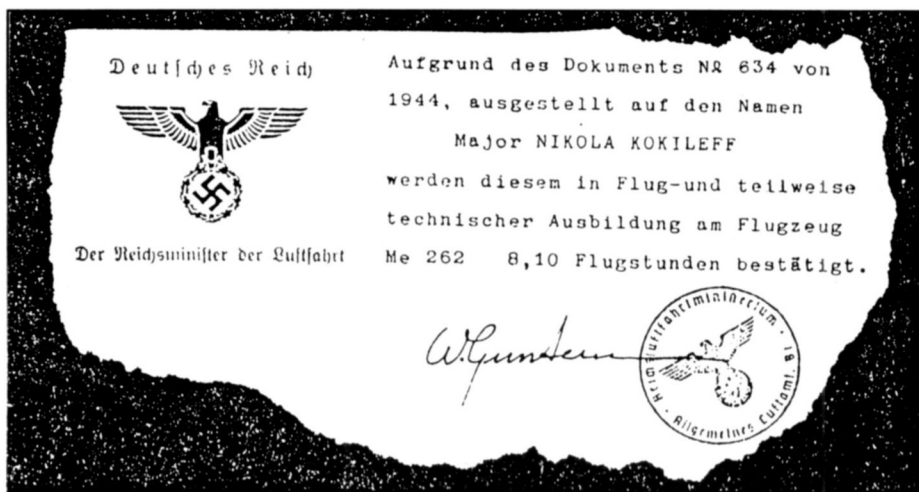 Deutsches Reich
Der Reichsminister der Luftfahrt
Aufgrund des Dokuments NR 634 von
1944, ausgestellt auf den Namen
Major NIKOLA KOKILEFF
werden diesem in Flug-und teilweise
technischer Ausbildung am Flugzeug
Me 262 8,10 Flugstunden bestätigt.
Reichsluftfahrtministerium · 18
Allgemeines Luftamt.